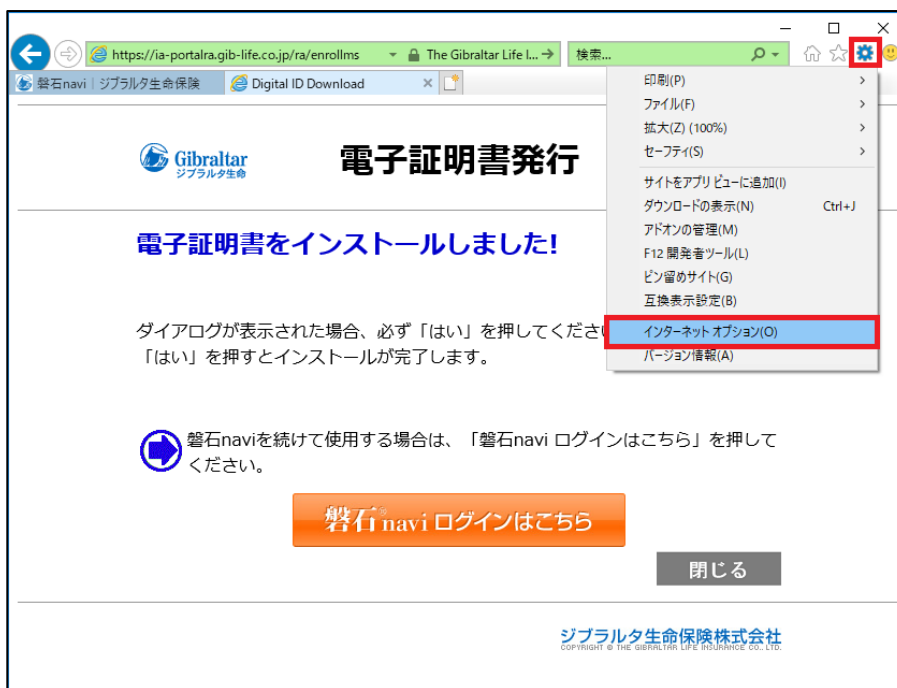 https://ia-portalra.gib-life.co.jp/ra/enrollms
The Gibraltar Life I...
検索...
磐石navi｜ジブラルタ生命保険
Digital ID Download
印刷(P)
ファイル(F)
拡大(Z) (100%)
セーフティ(S)
サイトをアプリ ビューに追加(I)
ダウンロードの表示(N) Ctrl+J
アドオンの管理(M)
F12 開発者ツール(L)
ピン留めサイト(G)
互換表示設定(B)
インターネット オプション(O)
バージョン情報(A)
Gibraltar
ジブラルタ生命
電子証明書発行
電子証明書をインストールしました!
ダイアログが表示された場合、必ず「はい」を押してくださ
「はい」を押すとインストールが完了します。
磐石naviを続けて使用する場合は、「磐石navi ログインはこちら」を押して
ください。
磐石®navi ログインはこちら
閉じる
ジブラルタ生命保険株式会社
COPYRIGHT © THE GIBRALTAR LIFE INSURANCE CO., LTD.